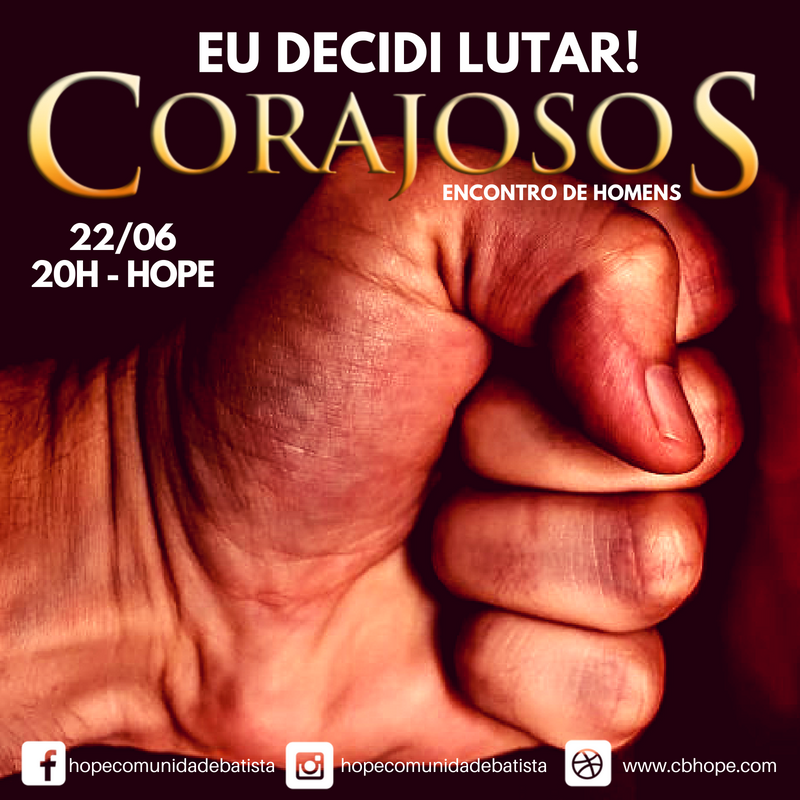 EU DECIDI LUTAR!
CORAJOSOS
ENCONTRO DE HOMENS
22/06
20H - HOPE
hopecomunidadebatista hopecomunidadebatista www.cbhope.com